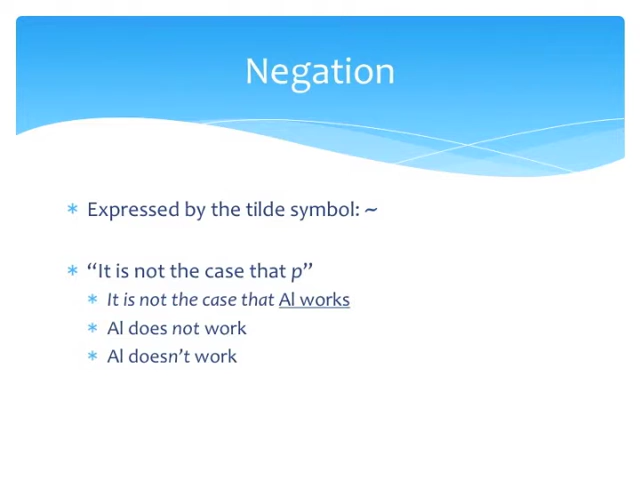 Negation
* Expressed by the tilde symbol: ~
* “It is not the case that p”
* It is not the case that Al works
* Al does not work
* Al doesn’t work